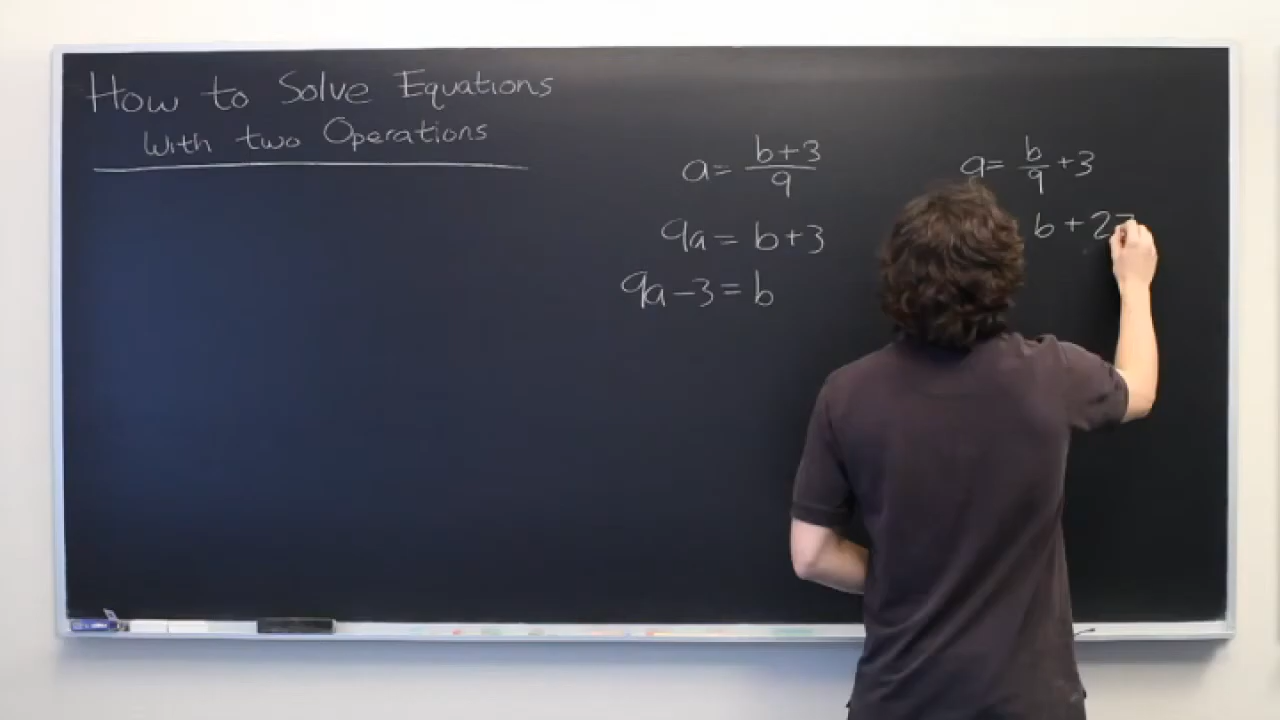 How to Solve Equations
with two Operations
a = (b+3)/9
9a = b+3
9a-3 = b
a = b/9 +3
b+27